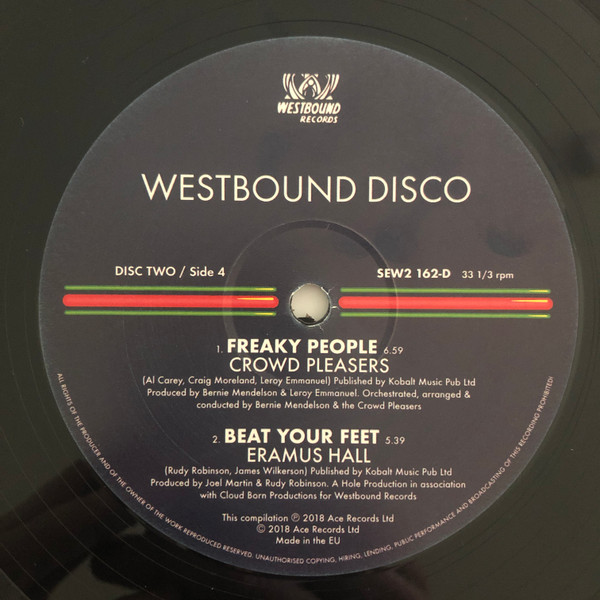 WESTBOUND
RECORDS
WESTBOUND DISCO
DISC TWO / Side 4
SEW2 162-D 33 1/3 rpm
1. FREAKY PEOPLE 6.59
CROWD PLEASERS
(Al Carey, Craig Moreland, Leroy Emmanuel) Published by Kobalt Music Pub Ltd
Produced by Bernie Mendelson & Leroy Emmanuel. Orchestrated, arranged &
conducted by Bernie Mendelson & the Crowd Pleasers
2. BEAT YOUR FEET 5.39
ERAMUS HALL
(Rudy Robinson, James Wilkerson) Published by Kobalt Music Pub Ltd
Produced by Joel Martin & Rudy Robinson. A Hole Production in association
with Cloud Born Productions for Westbound Records
This compilation ℗ 2018 Ace Records Ltd
© 2018 Ace Records Ltd
Made in the EU
ALL RIGHTS OF THE PRODUCER AND OF THE OWNER OF THE WORK REPRODUCED RESERVED. UNAUTHORISED COPYING, HIRING, LENDING, PUBLIC PERFORMANCE AND BROADCASTING OF THIS RECORDING PROHIBITED!